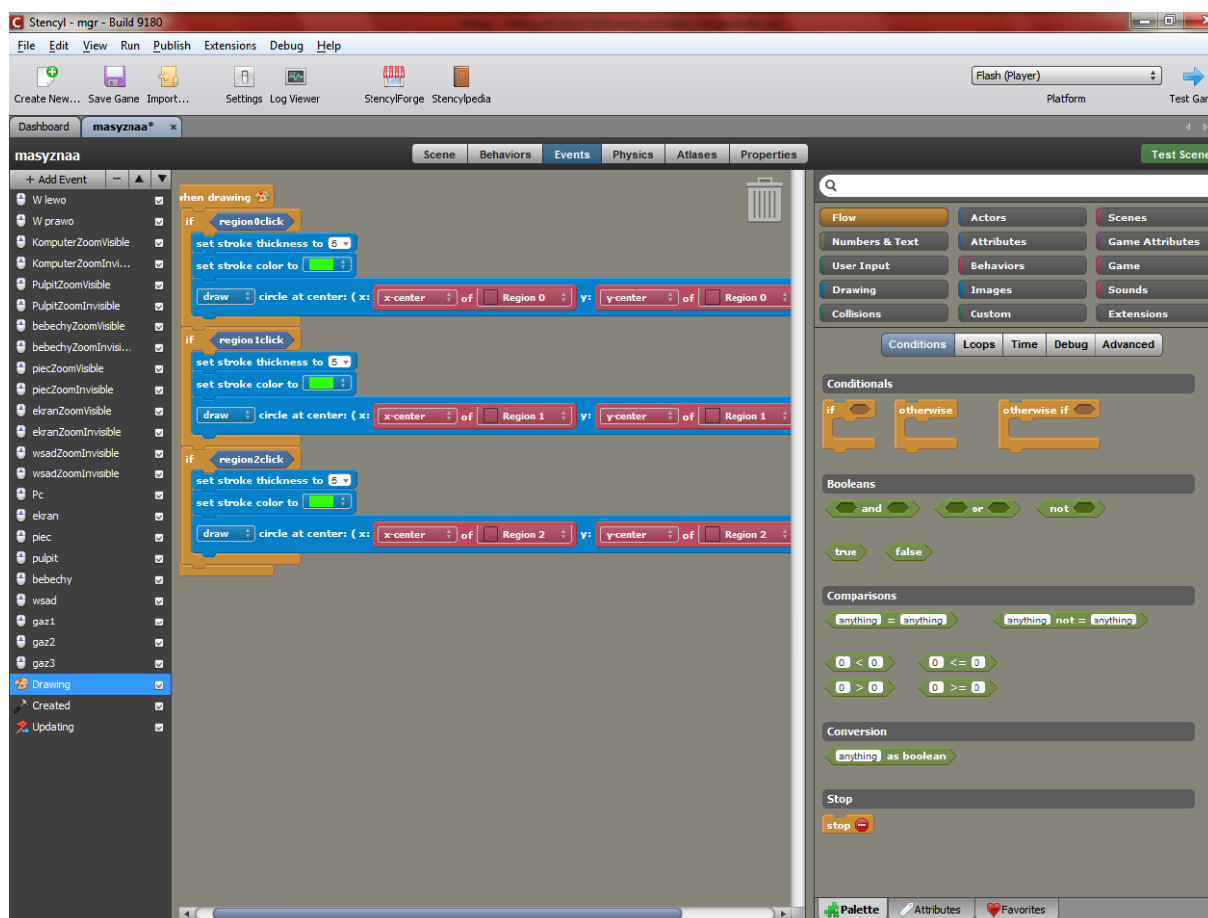 Stencyl - mgr - Build 9180
File Edit View Run Publish Extensions Debug Help
Create New... Save Game Import... Settings Log Viewer StencylForge Stencylpedia
Flash (Player)
Platform
Test Gam
Dashboard masyznaa* ×
masyznaa
Scene Behaviors Events Physics Atlases Properties
Test Scene
+ Add Event
W lewo
W prawo
KomputerZoomVisible
KomputerZoomInvi...
PulpitZoomVisible
PulpitZoomInvisible
bebechyZoomVisible
bebechyZoomInvisi...
piecZoomVisible
piecZoomInvisible
ekranZoomVisible
ekranZoomInvisible
wsadZoomInvisible
wsadZoomInvisible
Pc
ekran
piec
pulpit
bebechy
wsad
gaz1
gaz2
gaz3
Drawing
Created
Updating
when drawing
if region0click
set stroke thickness to 5
set stroke color to
draw circle at center: ( x: x-center of Region 0 y: y-center of Region 0
if region1click
set stroke thickness to 5
set stroke color to
draw circle at center: ( x: x-center of Region 1 y: y-center of Region 1
if region2click
set stroke thickness to 5
set stroke color to
draw circle at center: ( x: x-center of Region 2 y: y-center of Region 2
Flow Actors Scenes
Numbers & Text Attributes Game Attributes
User Input Behaviors Game
Drawing Images Sounds
Collisions Custom Extensions
Conditions Loops Time Debug Advanced
Conditionals
if otherwise otherwise if
Booleans
and or not
true false
Comparisons
anything = anything anything not = anything
0 < 0 0 <= 0
0 > 0 0 >= 0
Conversion
anything as boolean
Stop
stop
Palette Attributes Favorites